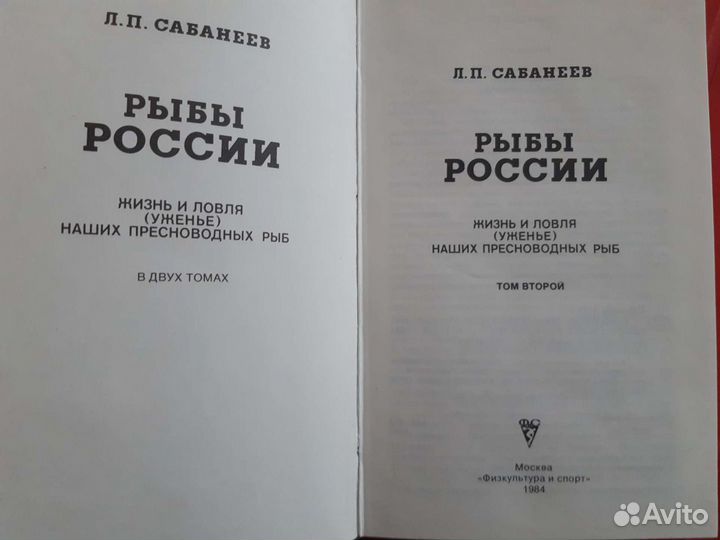 Л.П. САБАНЕЕВ
РЫБЫ
РОССИИ
ЖИЗНЬ И ЛОВЛЯ
(УЖЕНЬЕ)
НАШИХ ПРЕСНОВОДНЫХ РЫБ
В ДВУХ ТОМАХ
Л.П. САБАНЕЕВ
РЫБЫ
РОССИИ
ЖИЗНЬ И ЛОВЛЯ
(УЖЕНЬЕ)
НАШИХ ПРЕСНОВОДНЫХ РЫБ
ТОМ ВТОРОЙ
ФС
Москва
«Физкультура и спорт»
1984
Avito